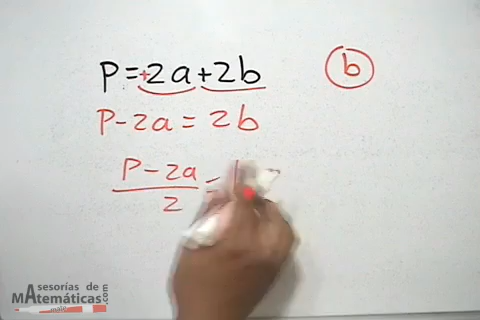 P=+2a+2b
b
P-2a=2b
P-2a
2
=
Asesorías de
MAtemáticas.com